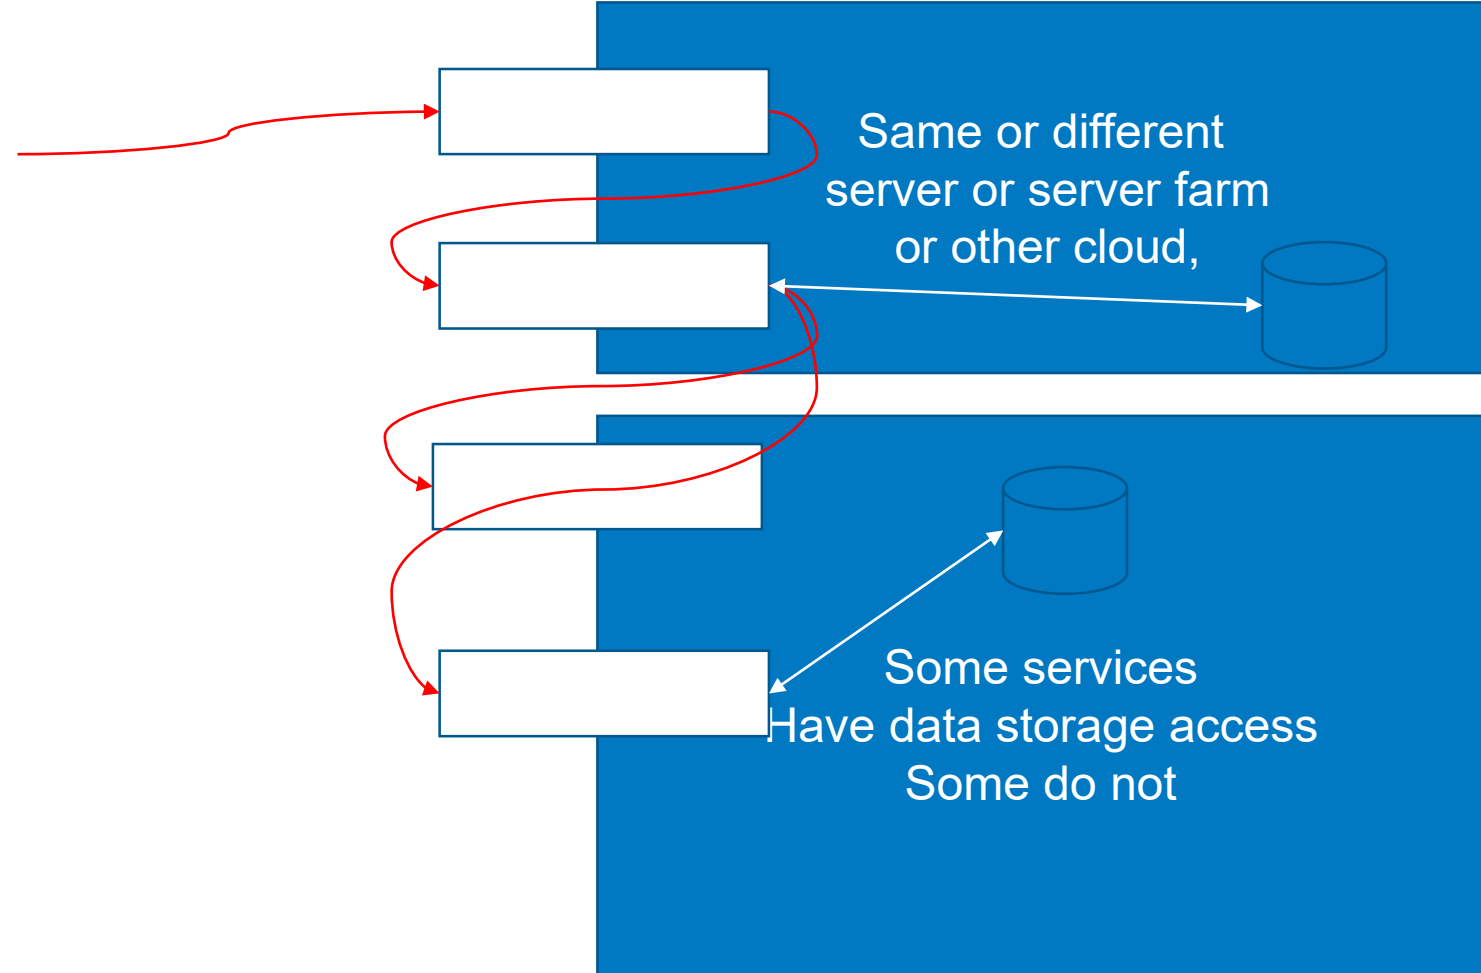 Same or different
server or server farm
or other cloud,
Some services
Have data storage access
Some do not